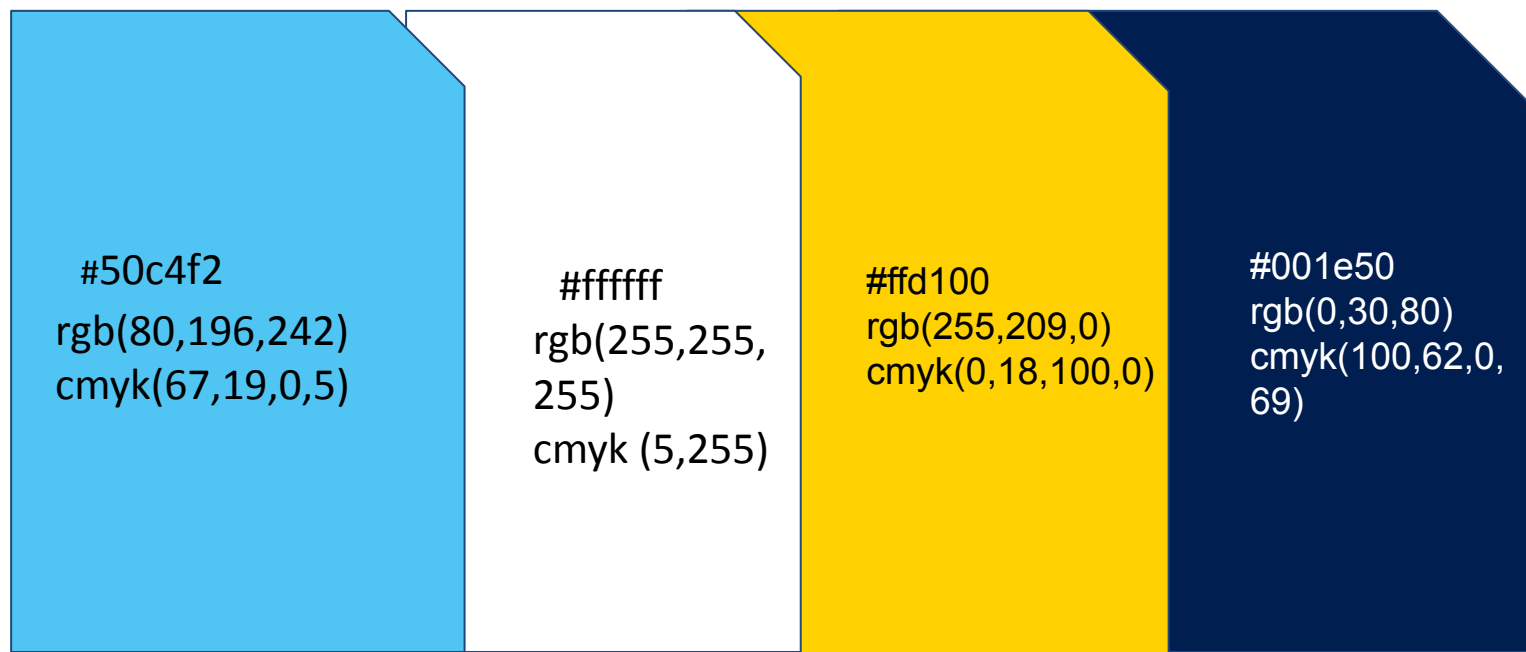 #50c4f2
rgb(80,196,242)
cmyk(67,19,0,5)
#ffffff
rgb(255,255,
255)
cmyk (5,255)
#ffd100
rgb(255,209,0)
cmyk(0,18,100,0)
#001e50
rgb(0,30,80)
cmyk(100,62,0,
69)